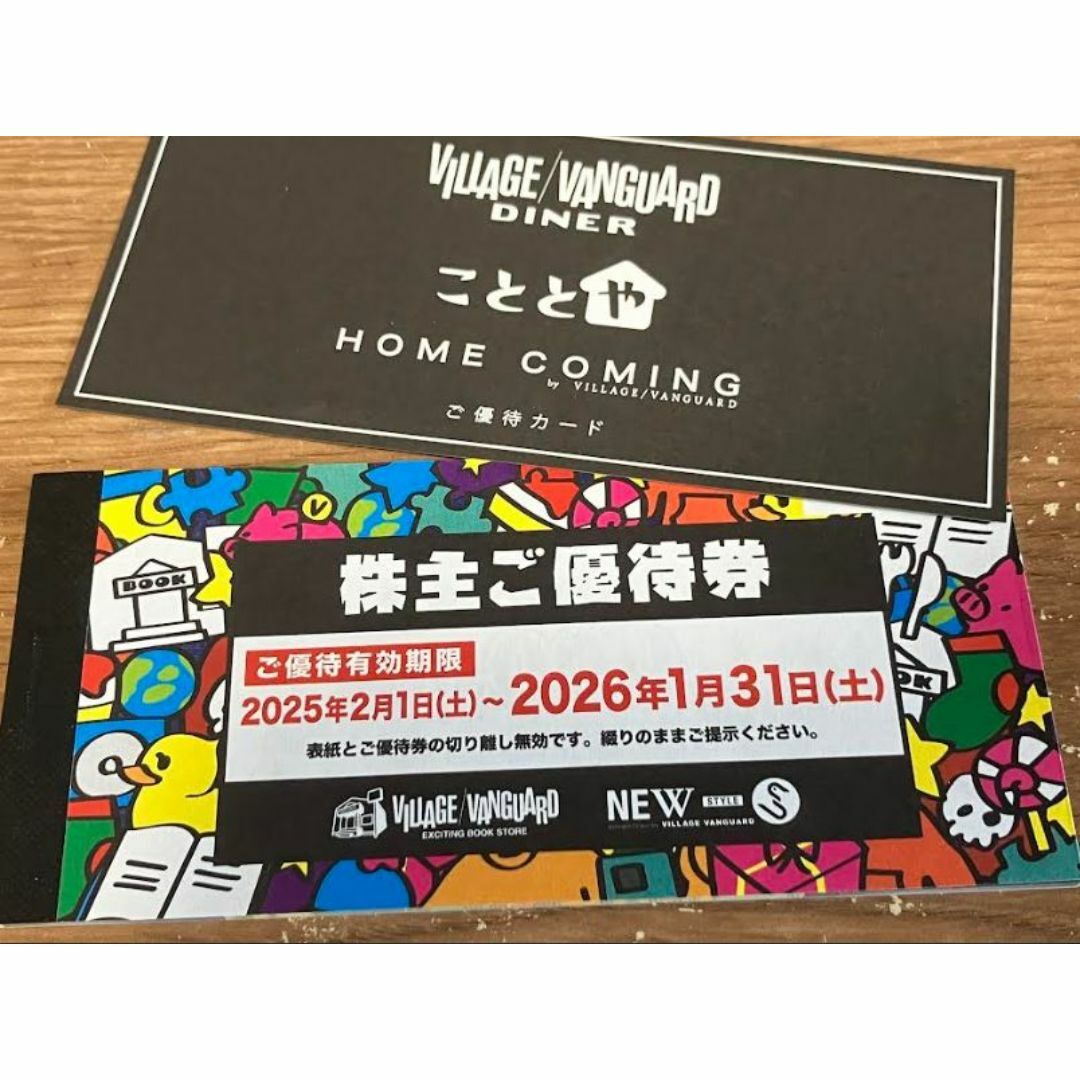 VILLAGE/VANGUARD
DINER
こととや
HOME COMING
by VILLAGE/VANGUARD
ご優待カード
BOOK
株主ご優待券
ご優待有効期限
2025年2月1日(土)~2026年1月31日(土)
表紙とご優待券の切り離し無効です。綴りのままご提示ください。
VILLAGE/VANGUARD
EXCITING BOOK STORE
NEW STYLE
VILLAGE VANGUARD